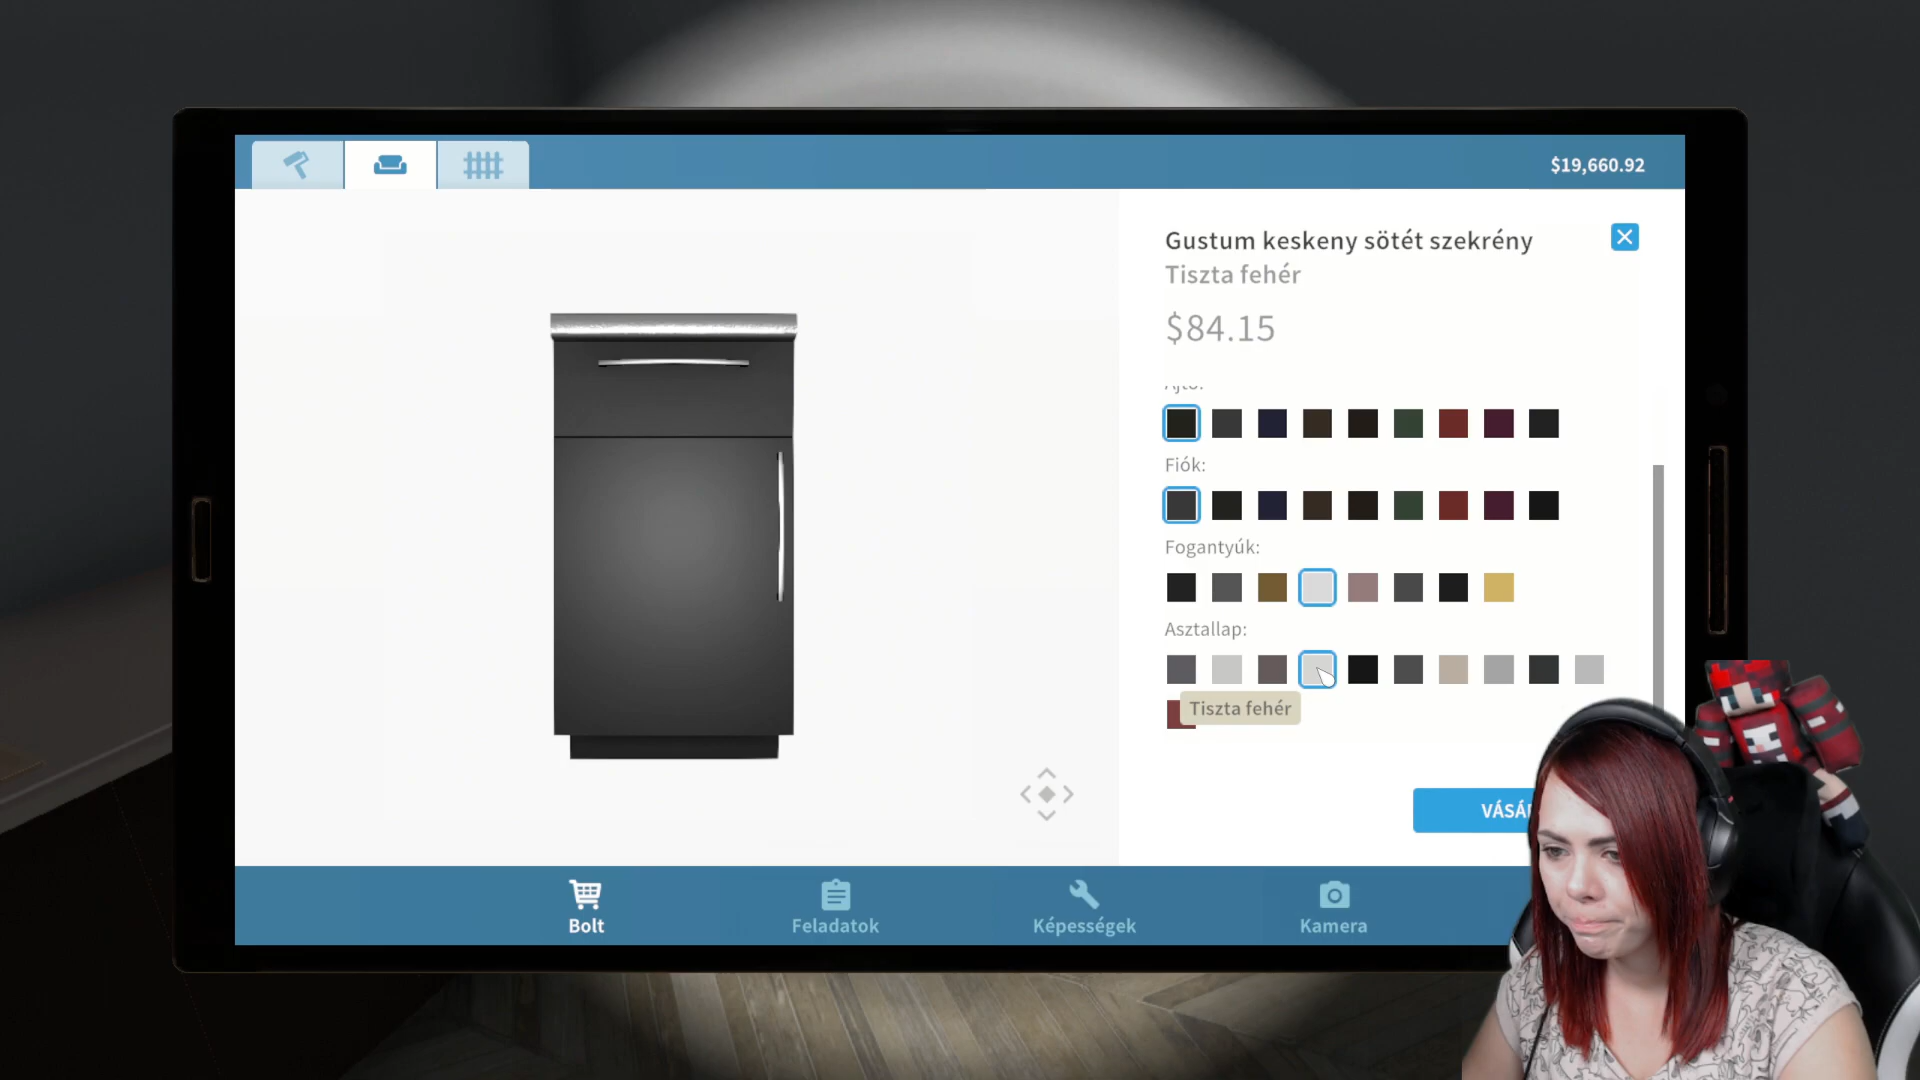 $19,660.92
Gustum keskeny sötét szekrény
Tiszta fehér
$84.15
Fiók:
Fogantyúk:
Asztallap:
Tiszta fehér
Bolt
Feladatok
Képességek
Kamera